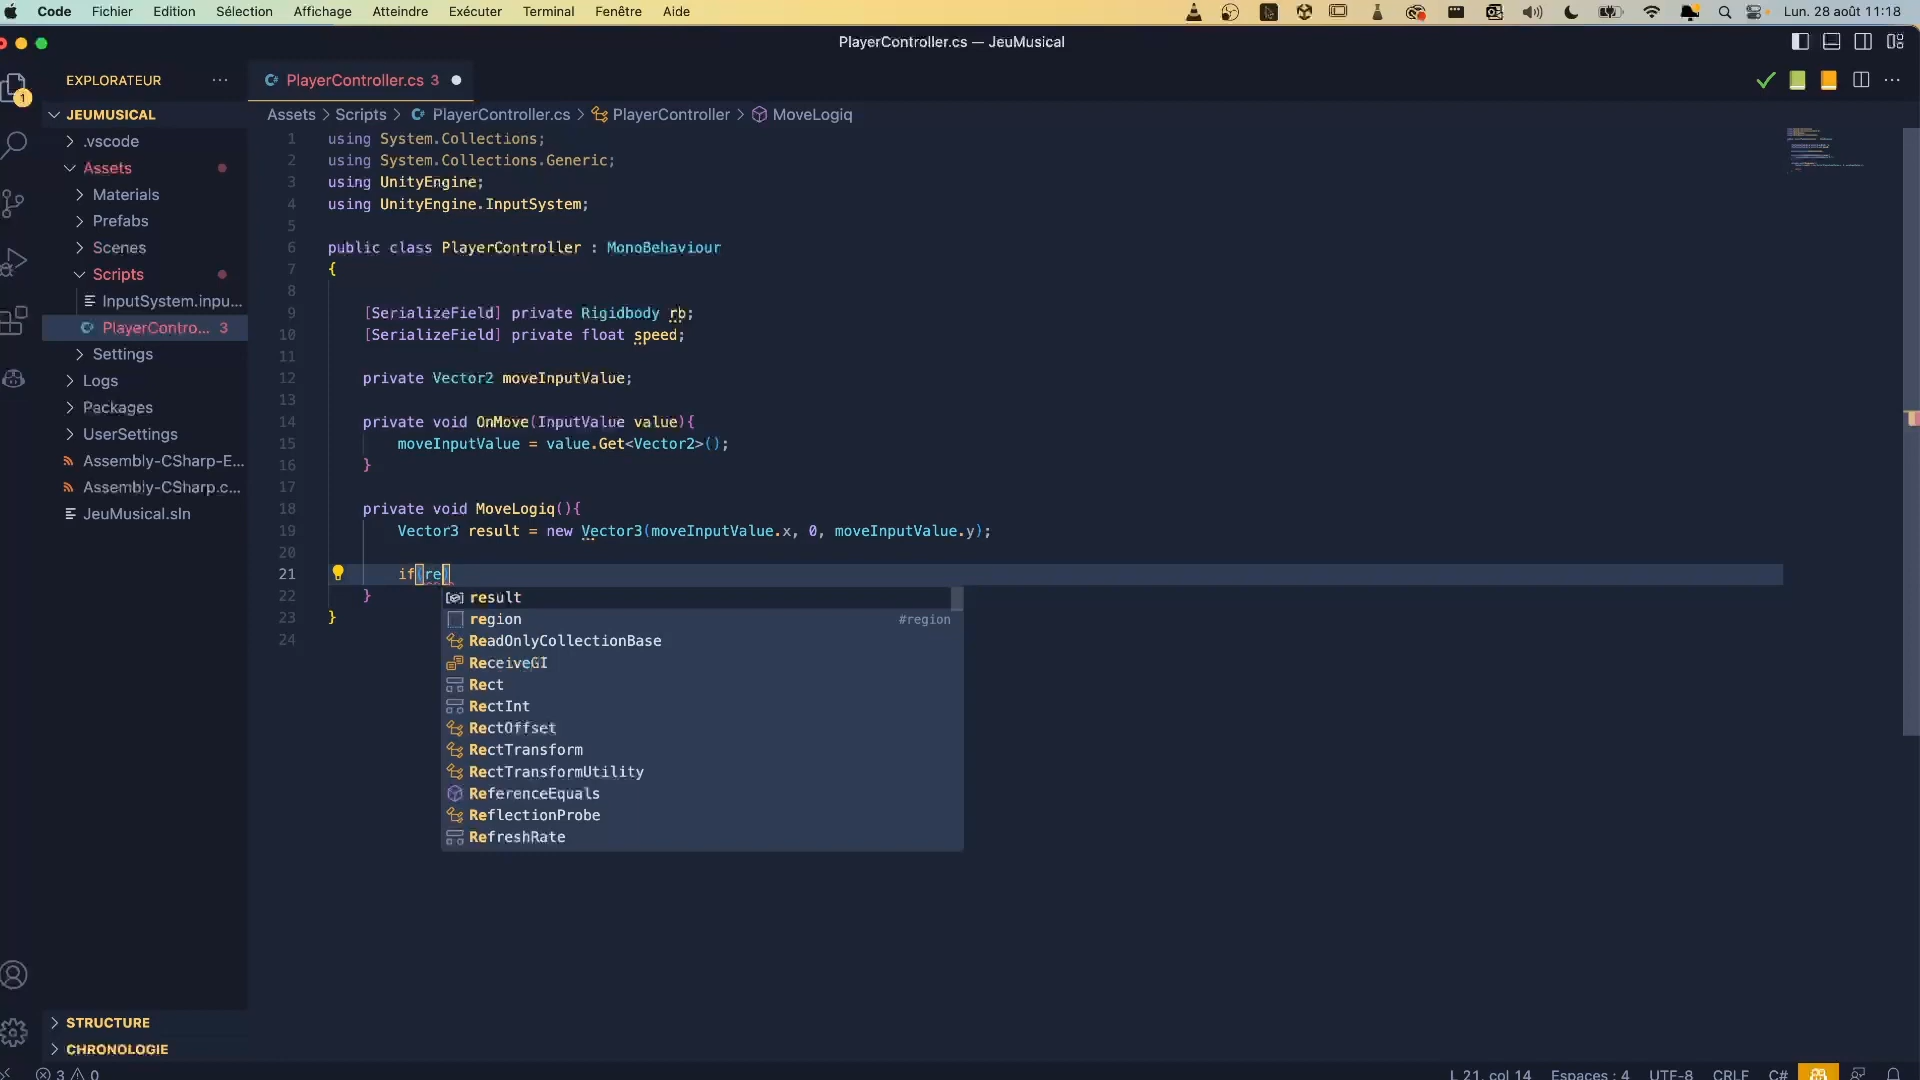 Code Fichier Edition Sélection Affichage Atteindre Exécuter Terminal Fenêtre Aide Lun. 28 août 11:18
PlayerController.cs — JeuMusical
EXPLORATEUR ···
PlayerController.cs 3
1
JEUMUSICAL
Assets > Scripts > PlayerController.cs > PlayerController > MoveLogiq
.vscode
Assets
Materials
Prefabs
Scenes
Scripts
InputSystem.inpu...
PlayerContro... 3
Settings
Logs
Packages
UserSettings
Assembly-CSharp-E...
Assembly-CSharp.c...
JeuMusical.sln
1 using System.Collections;
2 using System.Collections.Generic;
3 using UnityEngine;
4 using UnityEngine.InputSystem;
5
6 public class PlayerController : MonoBehaviour
7 {
8
9 [SerializeField] private Rigidbody rb;
10 [SerializeField] private float speed;
11
12 private Vector2 moveInputValue;
13
14 private void OnMove(InputValue value){
15 moveInputValue = value.Get<Vector2>();
16 }
17
18 private void MoveLogiq(){
19 Vector3 result = new Vector3(moveInputValue.x, 0, moveInputValue.y);
20
21 if(re)
22 }
23 }
24
result
region #region
ReadOnlyCollectionBase
ReceiveGI
Rect
RectInt
RectOffset
RectTransform
RectTransformUtility
ReferenceEquals
ReflectionProbe
RefreshRate
STRUCTURE
CHRONOLOGIE
3 0 L 21, col 14 Espaces : 4 UTF-8 CRLF C#